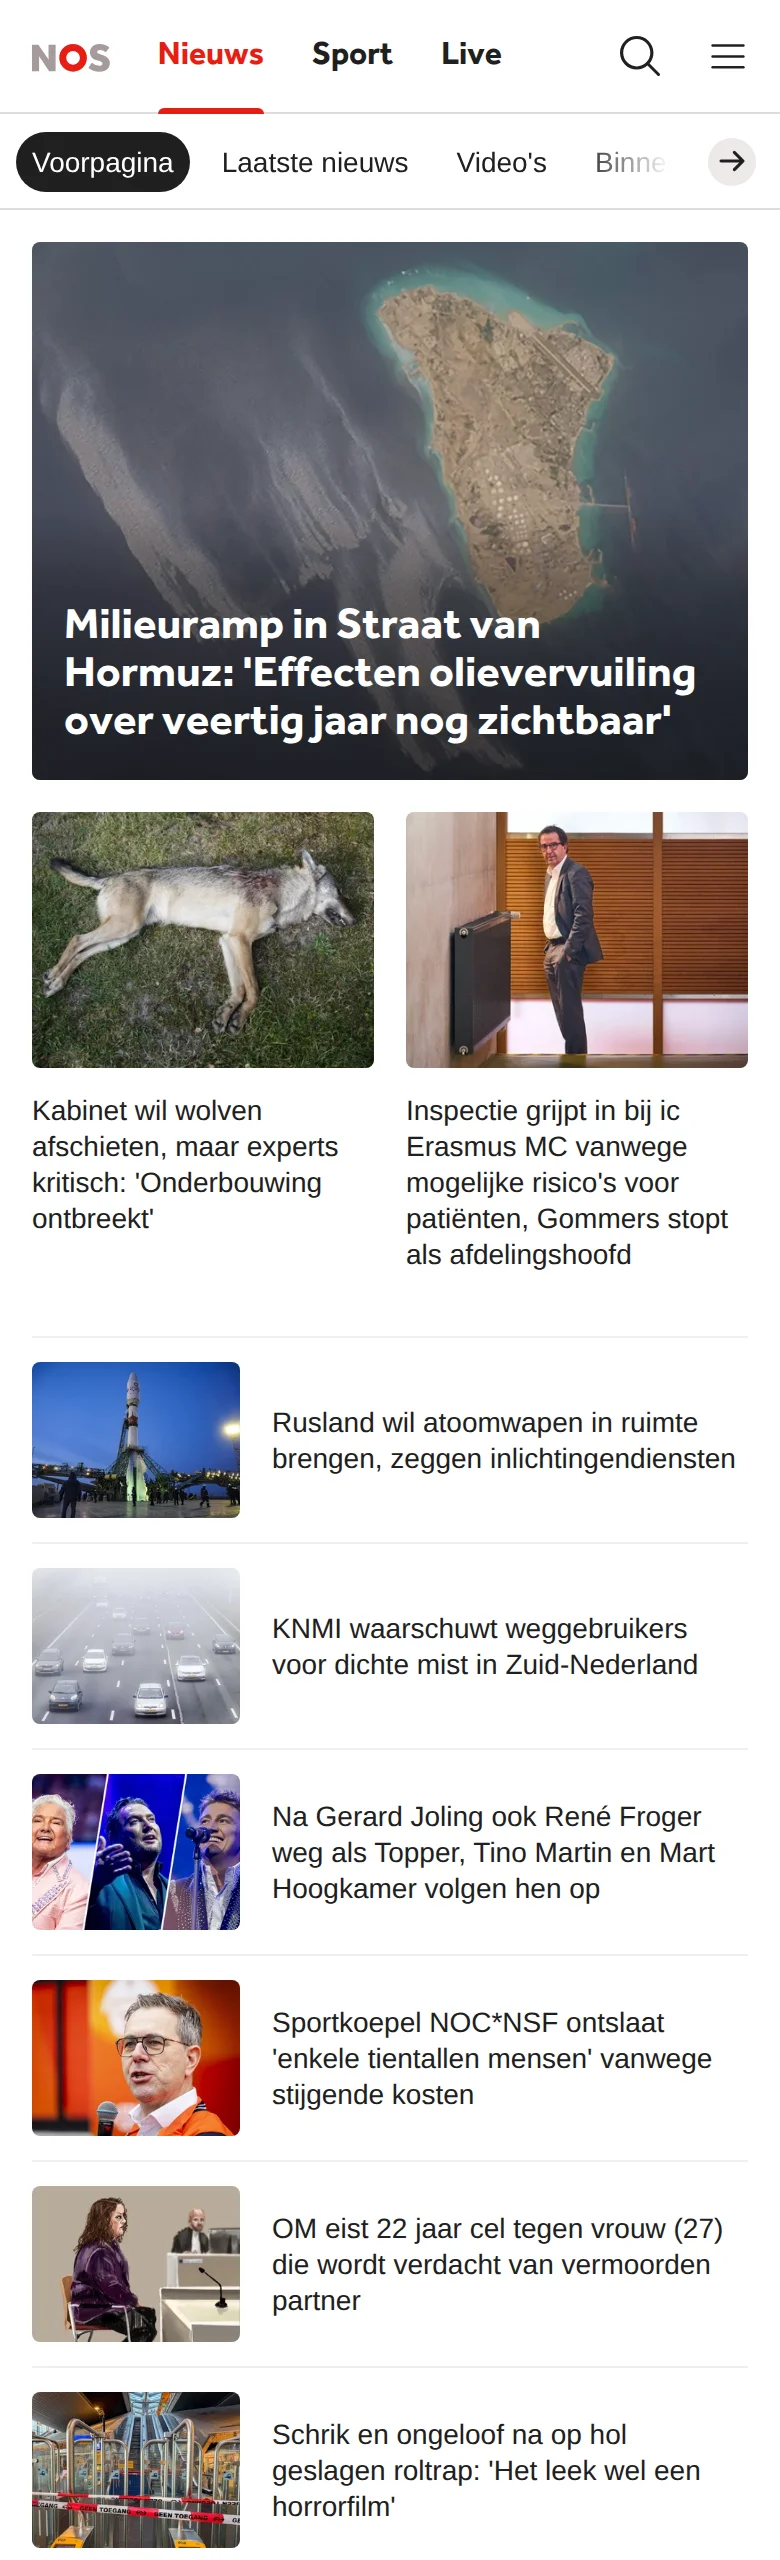 NOS Nieuws Sport Live
Voorpagina Laatste nieuws Video's Binne
Milieuramp in Straat van
Hormuz: 'Effecten olievervuiling
over veertig jaar nog zichtbaar'
Kabinet wil wolven
afschieten, maar experts
kritisch: 'Onderbouwing
ontbreekt'
Inspectie grijpt in bij ic
Erasmus MC vanwege
mogelijke risico's voor
patiënten, Gommers stopt
als afdelingshoofd
Rusland wil atoomwapen in ruimte
brengen, zeggen inlichtingendiensten
KNMI waarschuwt weggebruikers
voor dichte mist in Zuid-Nederland
Na Gerard Joling ook René Froger
weg als Topper, Tino Martin en Mart
Hoogkamer volgen hen op
Sportkoepel NOC*NSF ontslaat
'enkele tientallen mensen' vanwege
stijgende kosten
OM eist 22 jaar cel tegen vrouw (27)
die wordt verdacht van vermoorden
partner
GEEN TOEGANG GEEN TOEGANG
Schrik en ongeloof na op hol
geslagen roltrap: 'Het leek wel een
horrorfilm'